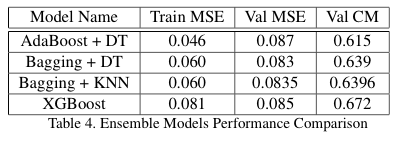 Model Name Train MSE Val MSE Val CM
AdaBoost + DT 0.046 0.087 0.615
Bagging + DT 0.060 0.083 0.639
Bagging + KNN 0.060 0.0835 0.6396
XGBoost 0.081 0.085 0.672
Table 4. Ensemble Models Performance Comparison